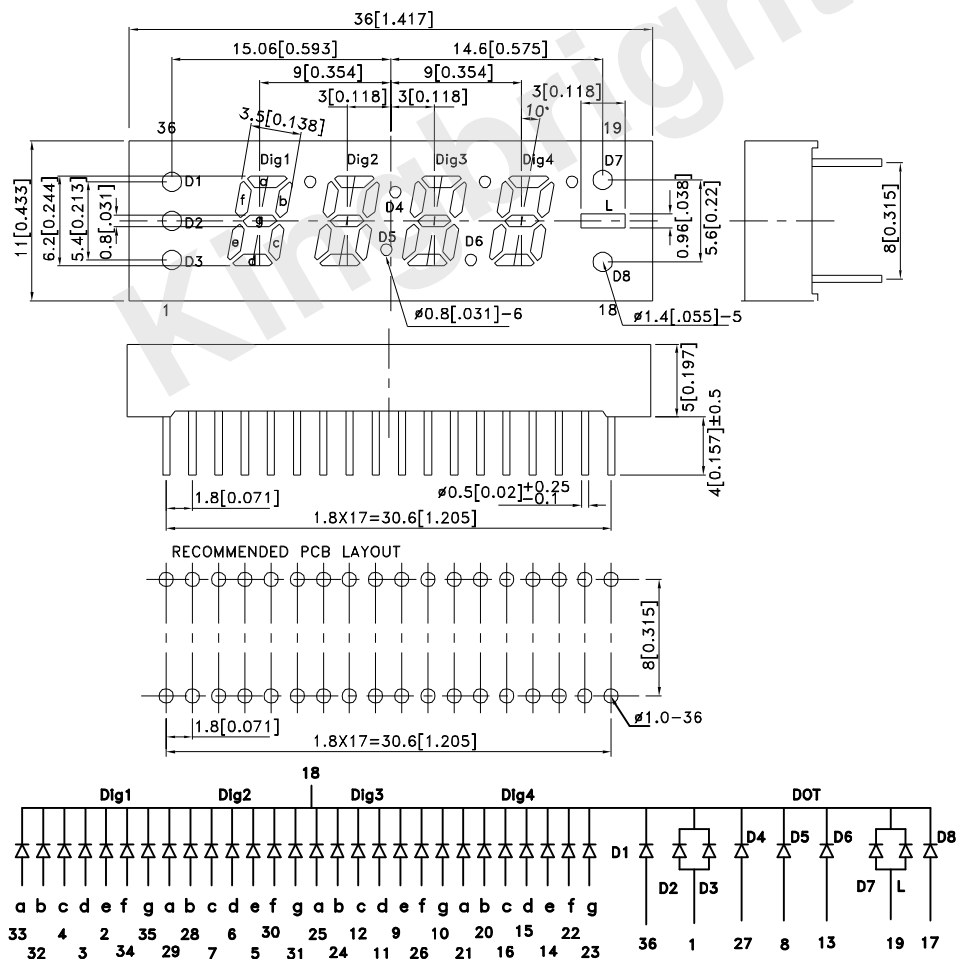 36[1.417]
15.06[0.593] 14.6[0.575]
9[0.354] 9[0.354]
3[0.118] 3[0.118] 3[0.118]
3.5[0.138] 10°
36 19
Dig1 Dig2 Dig3 Dig4 D7
D1 a
f b D4
D2 g L
D5
e c D6
D3 d D8
1 18
11[0.433]
6.2[0.244]
5.4[0.213]
0.8[.031]
0.96[.038]
5.6[0.22]
8[0.315]
ø0.8[.031]-6 ø1.4[.055]-5
Kingbright
5[0.197]
4[0.157]±0.5
1.8[0.071] ø0.5[0.02]+0.25
-0.1
1.8X17=30.6[1.205]
RECOMMENDED PCB LAYOUT
8[0.315]
1.8[0.071] ø1.0-36
1.8X17=30.6[1.205]
18
Dig1 Dig2 Dig3 Dig4 DOT
D1 D4 D5 D6 D8
D2 D3 D7 L
a b c d e f g a b c d e f g a b c d e f g a b c d e f g
33 4 2 35 28 6 30 25 12 9 10 20 15 22 36 1 27 8 13 19 17
32 3 34 29 7 5 31 24 11 26 21 16 14 23